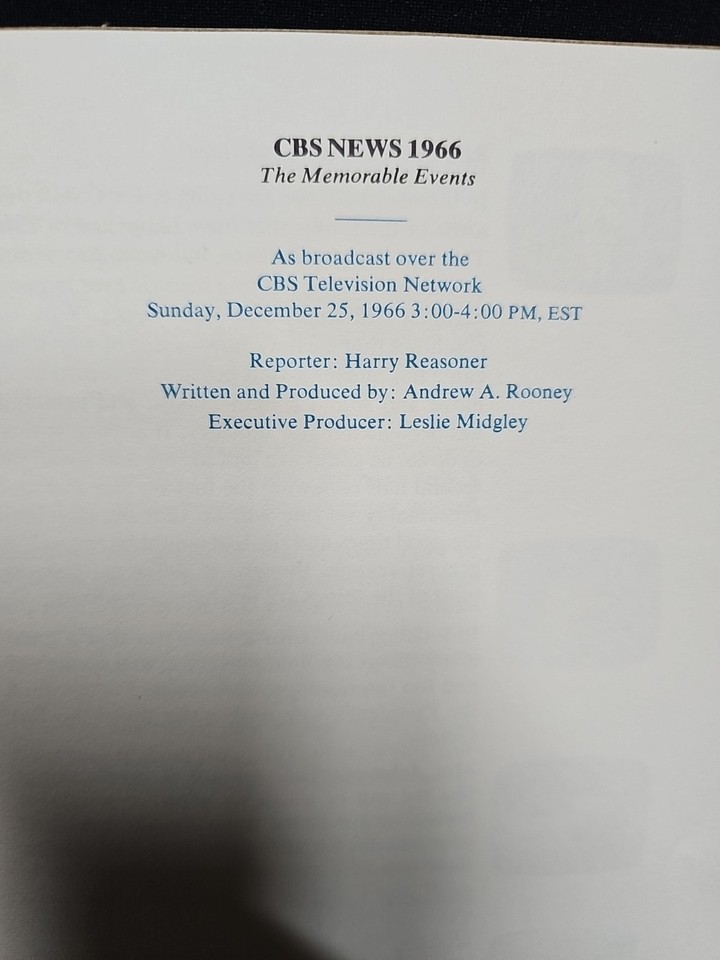 CBS NEWS 1966
The Memorable Events
As broadcast over the
CBS Television Network
Sunday, December 25, 1966 3:00-4:00 PM, EST
Reporter: Harry Reasoner
Written and Produced by: Andrew A. Rooney
Executive Producer: Leslie Midgley